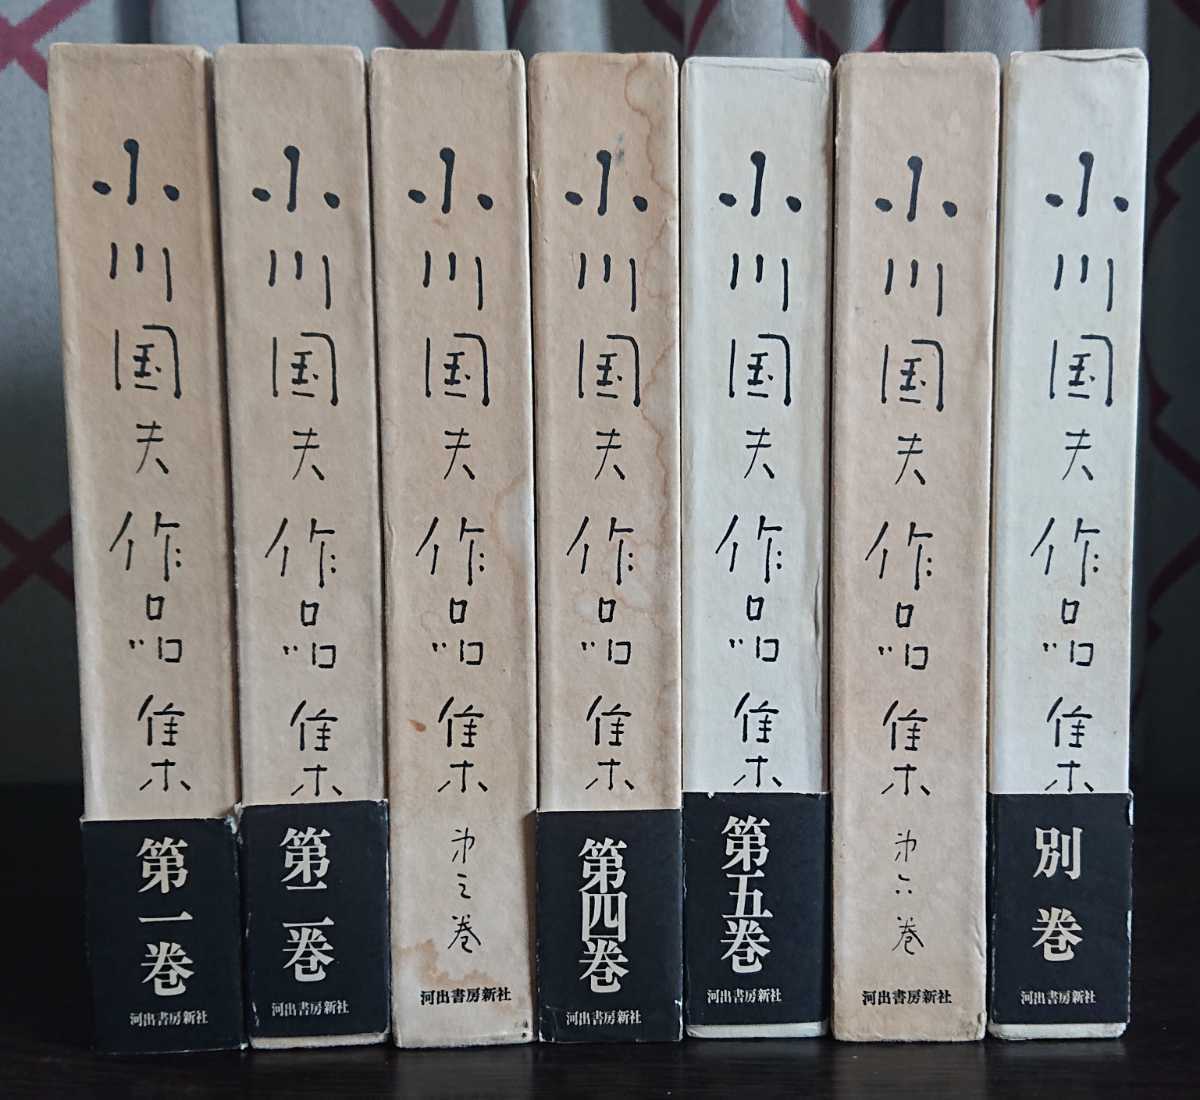 小川国夫作品集
第一巻
河出書房新社
小川国夫作品集
第二巻
河出書房新社
小川国夫作品集
第三巻
河出書房新社
小川国夫作品集
第四巻
河出書房新社
小川国夫作品集
第五巻
河出書房新社
小川国夫作品集
第六巻
河出書房新社
小川国夫作品集
別巻
河出書房新社